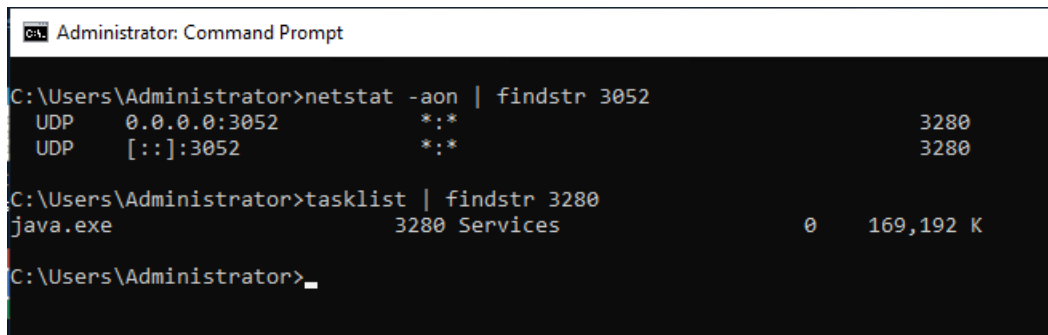 Administrator: Command Prompt
C:\Users\Administrator>netstat -aon | findstr 3052
UDP    0.0.0.0:3052           *:*                                    3280
UDP    [::]:3052              *:*                                    3280
C:\Users\Administrator>tasklist | findstr 3280
java.exe                      3280 Services                   0    169,192 K
C:\Users\Administrator>